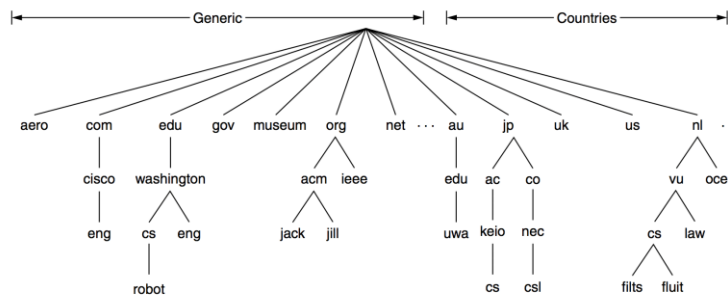 Generic Countries
aero com edu gov museum org net ... au jp uk us nl ...
cisco washington acm ieee edu ac co vu oce
eng cs eng jack jill uwa keio nec cs law
robot cs csl filts fluit